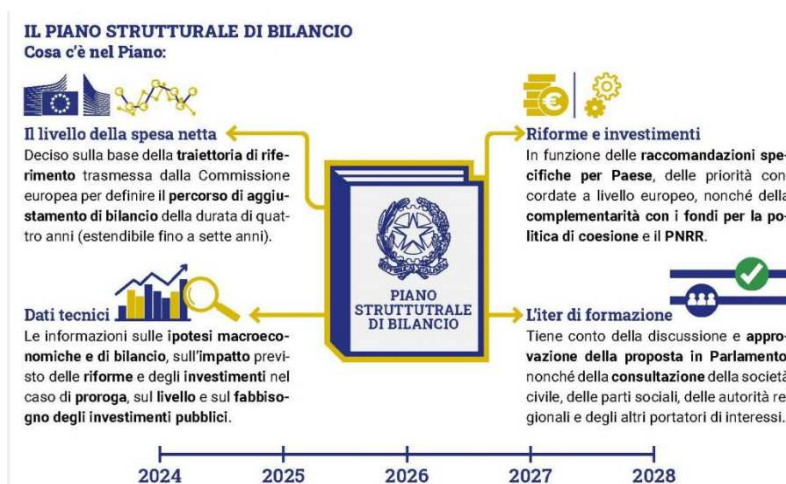 IL PIANO STRUTTURALE DI BILANCIO
Cosa c'è nel Piano:
Il livello della spesa netta
Deciso sulla base della traiettoria di rife-
rimento trasmessa dalla Commissione
europea per definire il percorso di aggiu-
stamento di bilancio della durata di quat-
tro anni (estendibile fino a sette anni).
Riforme e investimenti
In funzione delle raccomandazioni spe-
cifiche per Paese, delle priorità con-
cordate a livello europeo, nonché della
complementarità con i fondi per la po-
litica di coesione e il PNRR.
REPVBBLICA ITALIANA
PIANO
STRUTTUTRALE
DI BILANCIO
Dati tecnici
Le informazioni sulle ipotesi macroeco-
nomiche e di bilancio, sull'impatto previ-
sto delle riforme e degli investimenti nel
caso di proroga, sul livello e sul fabbiso-
gno degli investimenti pubblici.
L'iter di formazione
Tiene conto della discussione e appro-
vazione della proposta in Parlamento
nonché della consultazione della società
civile, delle parti sociali, delle autorità re
gionali e degli altri portatori di interessi.
2024 2025 2026 2027 2028